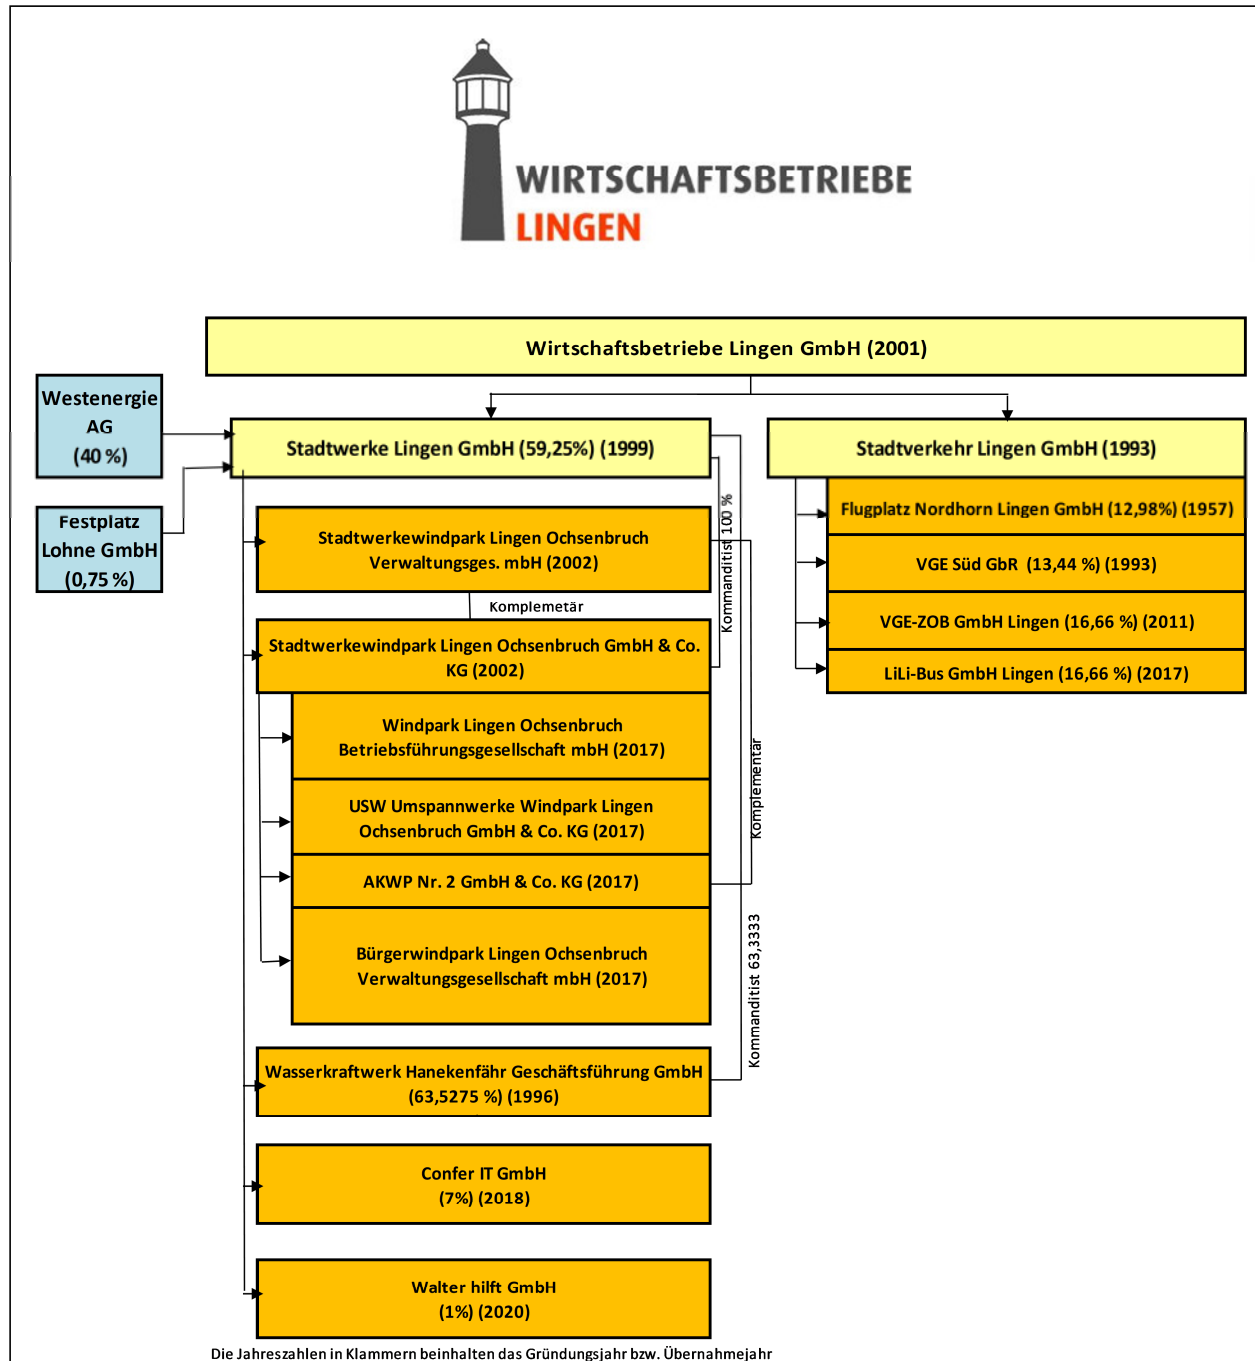 WIRTSCHAFTSBETRIEBE
LINGEN
Wirtschaftsbetriebe Lingen GmbH (2001)
Westenergie
AG
(40 %)
Festplatz
Lohne GmbH
(0,75 %)
Stadtwerke Lingen GmbH (59,25%) (1999)
Stadtwerkewindpark Lingen Ochsenbruch
Verwaltungsges. mbH (2002)
Komplemetär
Stadtwerkewindpark Lingen Ochsenbruch GmbH & Co.
KG (2002)
Windpark Lingen Ochsenbruch
Betriebsführungsgesellschaft mbH (2017)
USW Umspannwerke Windpark Lingen
Ochsenbruch GmbH & Co. KG (2017)
AKWP Nr. 2 GmbH & Co. KG (2017)
Bürgerwindpark Lingen Ochsenbruch
Verwaltungsgesellschaft mbH (2017)
Wasserkraftwerk Hanekenfähr Geschäftsführung GmbH
(63,5275 %) (1996)
Confer IT GmbH
(7%) (2018)
Walter hilft GmbH
(1%) (2020)
Kommanditist 100 %
Komplementär
Kommanditist 63,3333
Stadtverkehr Lingen GmbH (1993)
Flugplatz Nordhorn Lingen GmbH (12,98%) (1957)
VGE Süd GbR (13,44 %) (1993)
VGE-ZOB GmbH Lingen (16,66 %) (2011)
LiLi-Bus GmbH Lingen (16,66 %) (2017)
Die Jahreszahlen in Klammern beinhalten das Gründungsjahr bzw. Übernahmejahr